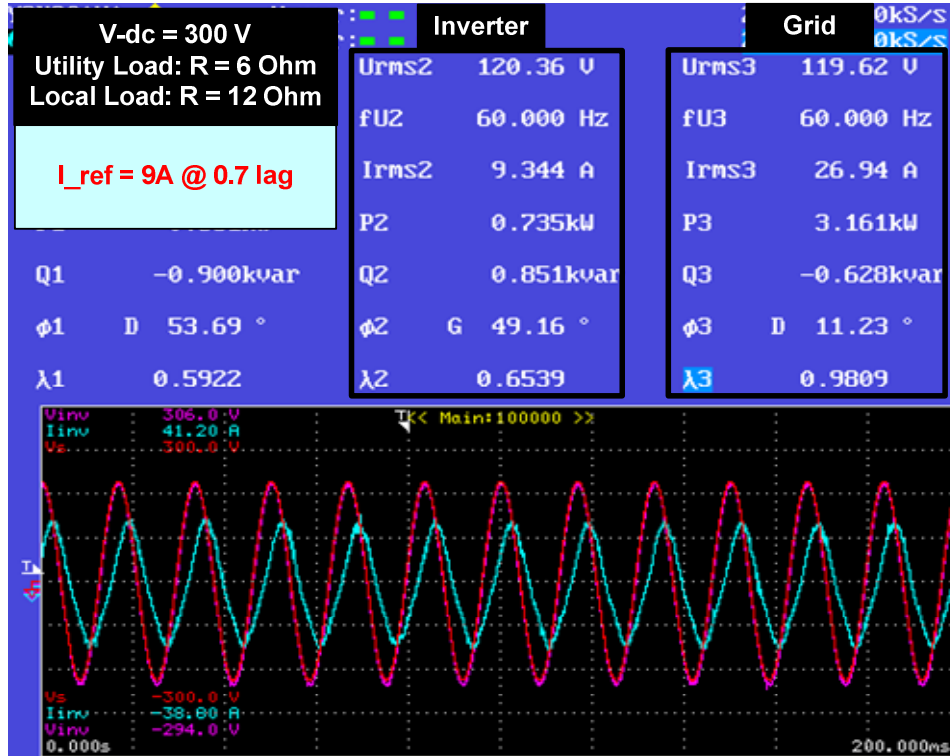 V-dc = 300 V
Utility Load: R = 6 Ohm
Local Load: R = 12 Ohm
I_ref = 9A @ 0.7 lag
Inverter
Grid
0kS/s
0kS/s
Urms2 120.36 V
Urms3 119.62 V
fU2 60.000 Hz
fU3 60.000 Hz
Irms2 9.344 A
Irms3 26.94 A
P2 0.735kW
P3 3.161kW
Q1 -0.900kvar
Q2 0.851kvar
Q3 -0.628kvar
φ1 D 53.69 °
φ2 G 49.16 °
φ3 D 11.23 °
λ1 0.5922
λ2 0.6539
λ3 0.9809
Vinv 306.0 V
Iinv 41.20 A
Vs 300.0 V
T
<< Main:100000 >>
T
Vs -300.0 V
Iinv -38.80 A
Vinv -294.0 V
0.000s
200.000ms